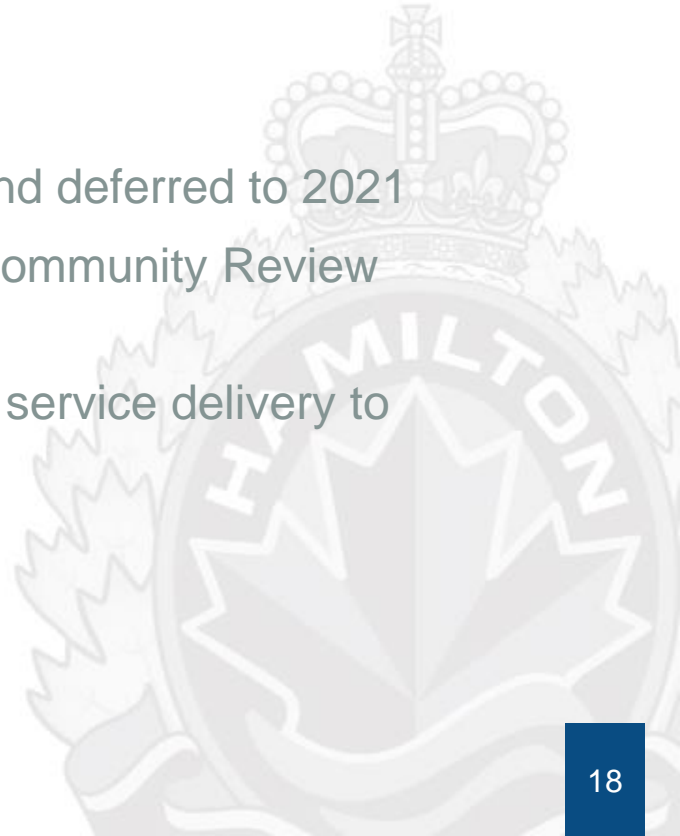 nd deferred to 2021
ommunity Review
service delivery to
HAMILTON
18